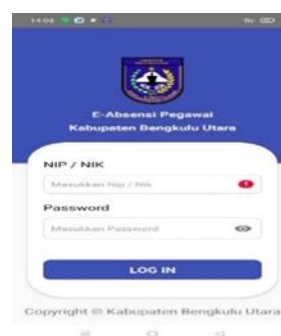 14:02
E-Absensi Pegawai
Kabupaten Bengkulu Utara
NIP / NIK
Masukkan Nip / Nik
Password
Masukkan Password
LOG IN
Copyright © Kabupaten Bengkulu Utara